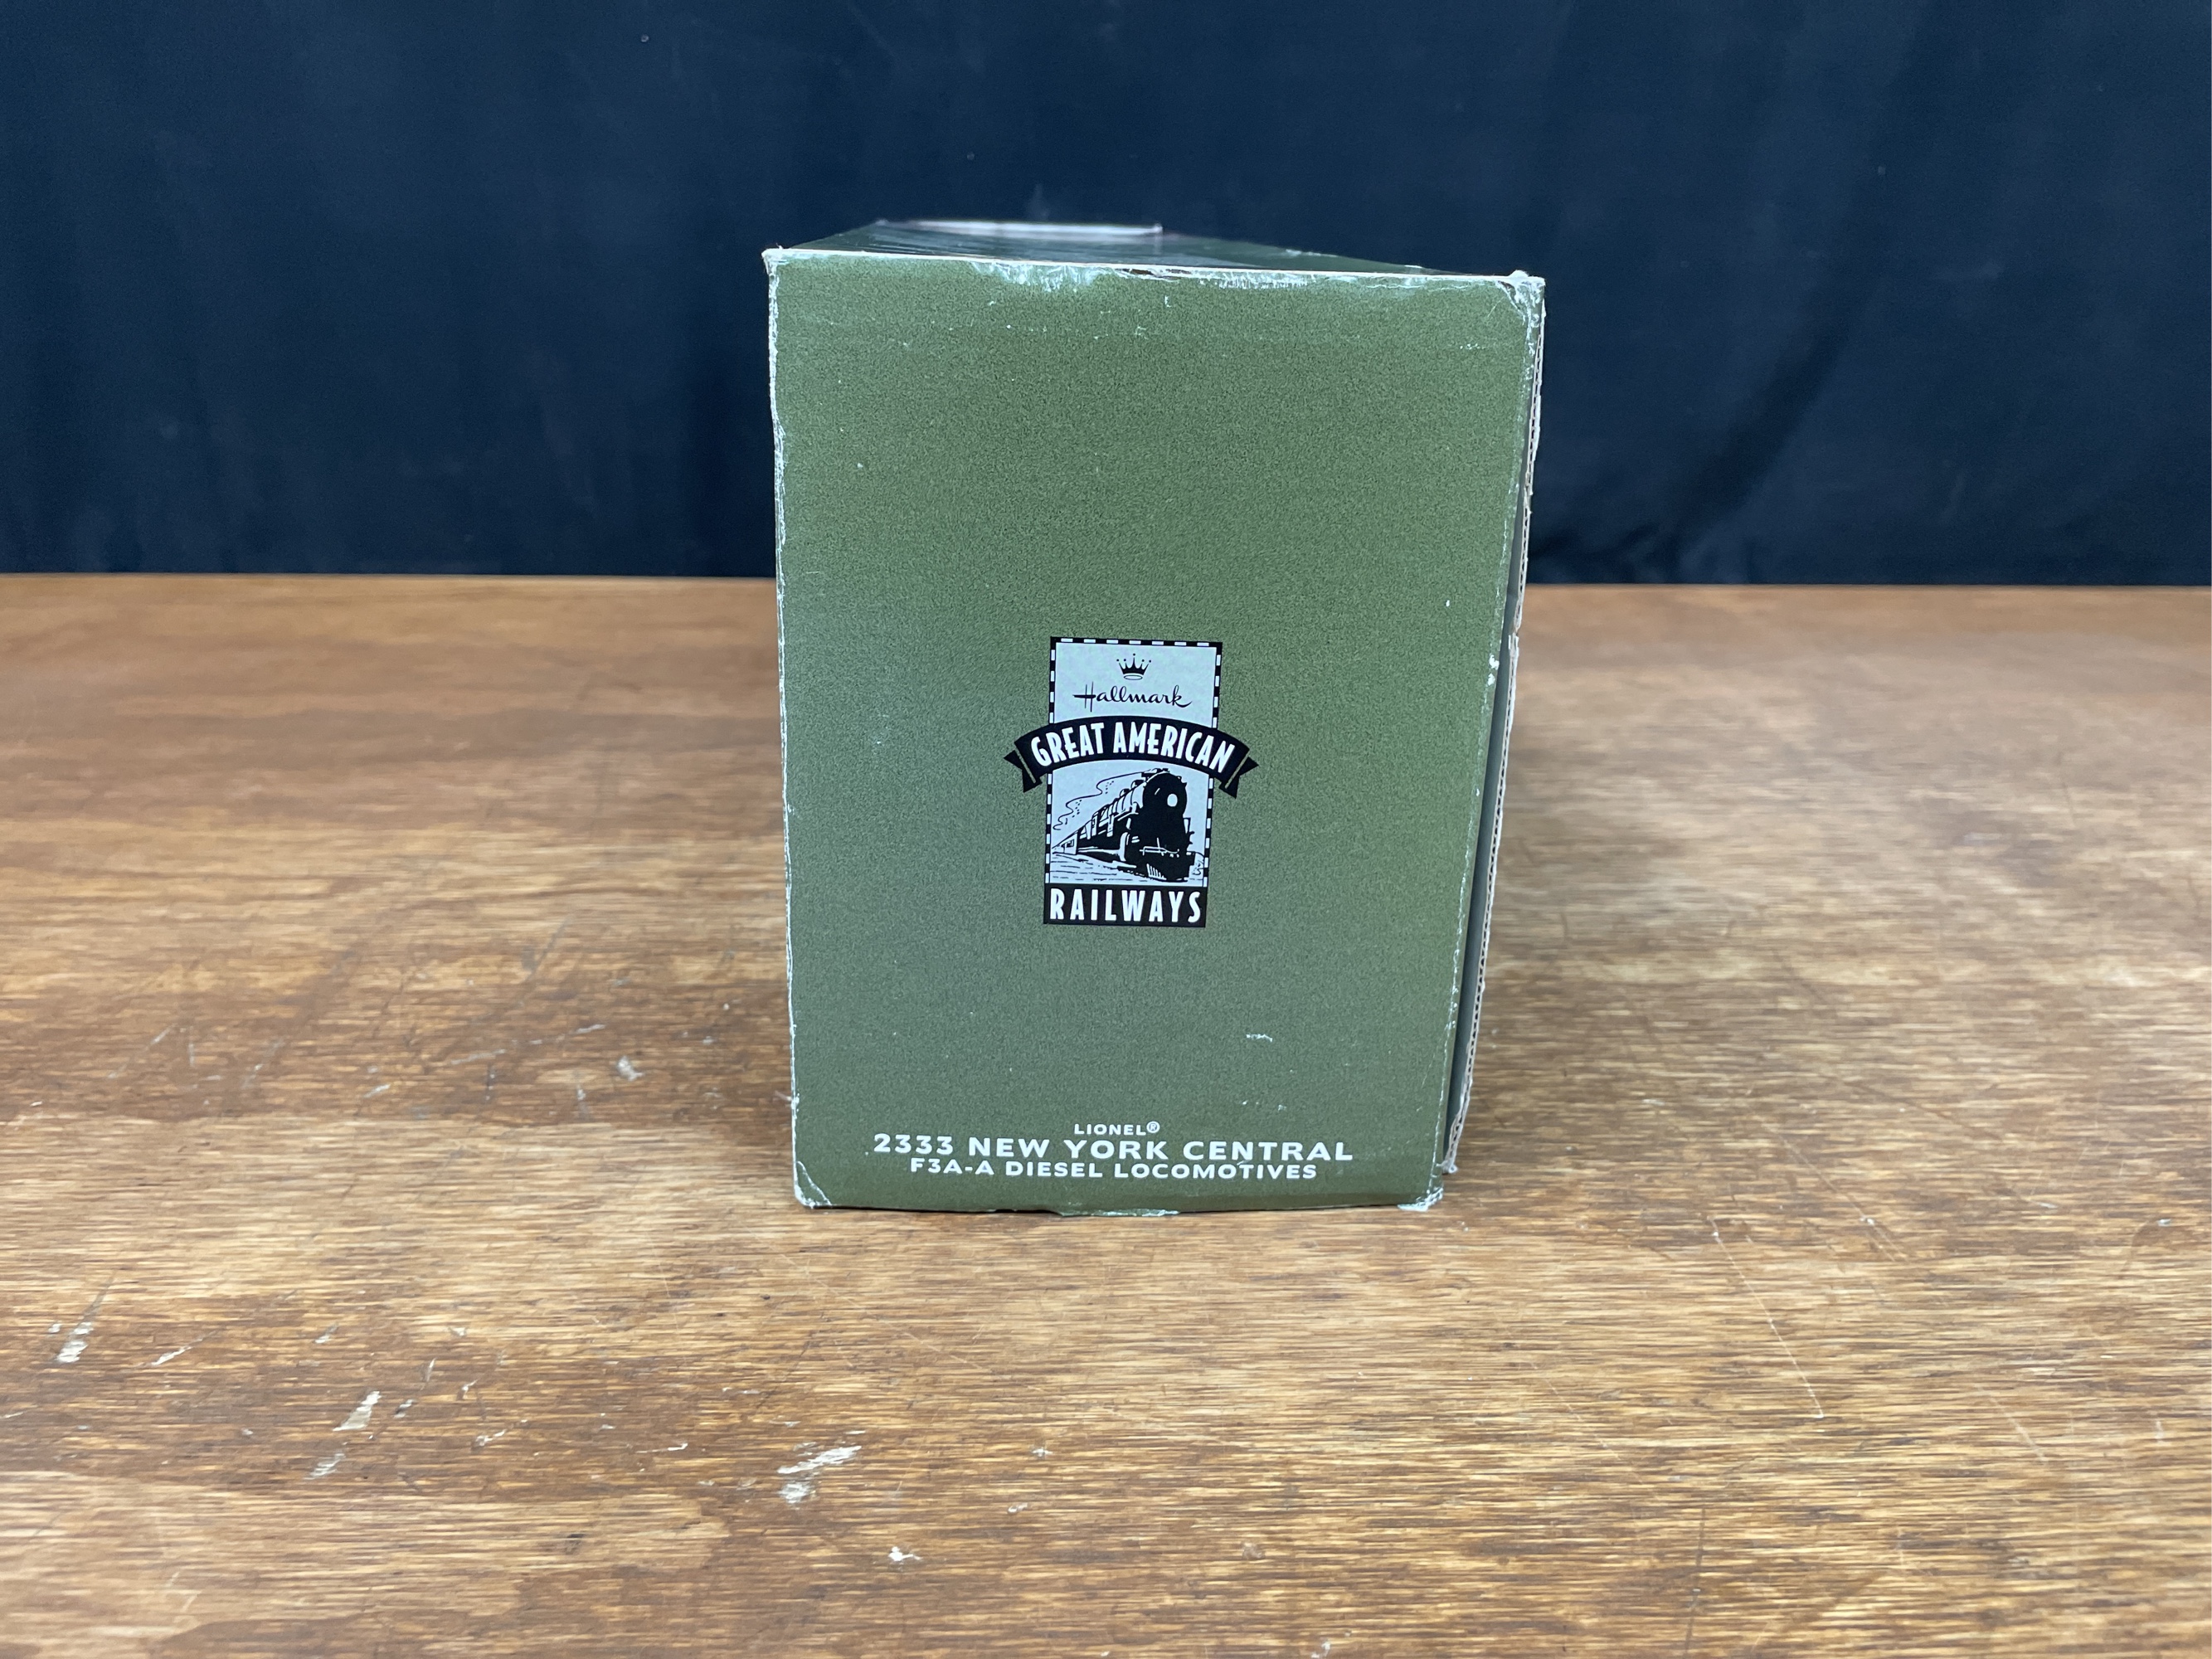 Hallmark
GREAT AMERICAN
RAILWAYS
LIONEL®
2333 NEW YORK CENTRAL
F3A-A DIESEL LOCOMOTIVES